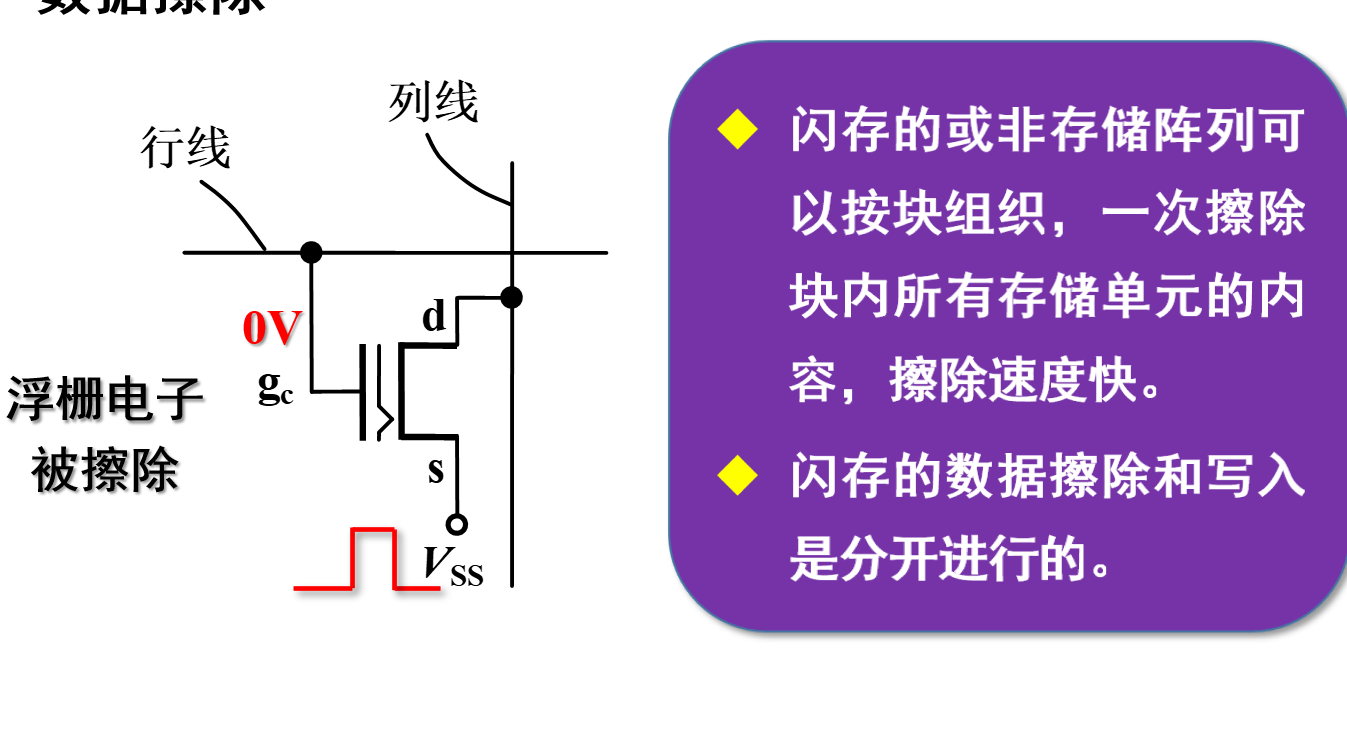 数据擦除
列线
行线
0V
d
gc
浮栅电子
被擦除
s
VSS
闪存的或非存储阵列可
以按块组织，一次擦除
块内所有存储单元的内
容，擦除速度快。
闪存的数据擦除和写入
是分开进行的。